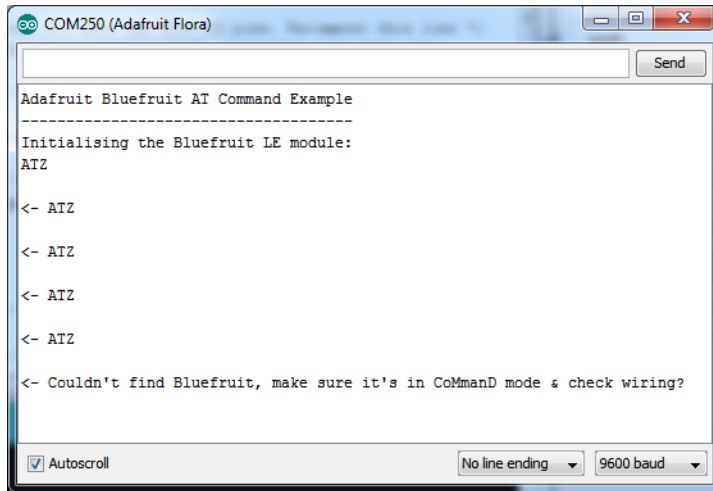 COM250 (Adafruit Flora)
Send
Adafruit Bluefruit AT Command Example
-------------------------------------
Initialising the Bluefruit LE module:
ATZ
<- ATZ
<- ATZ
<- ATZ
<- ATZ
<- Couldn't find Bluefruit, make sure it's in CoMmanD mode & check wiring?
Autoscroll
No line ending
9600 baud